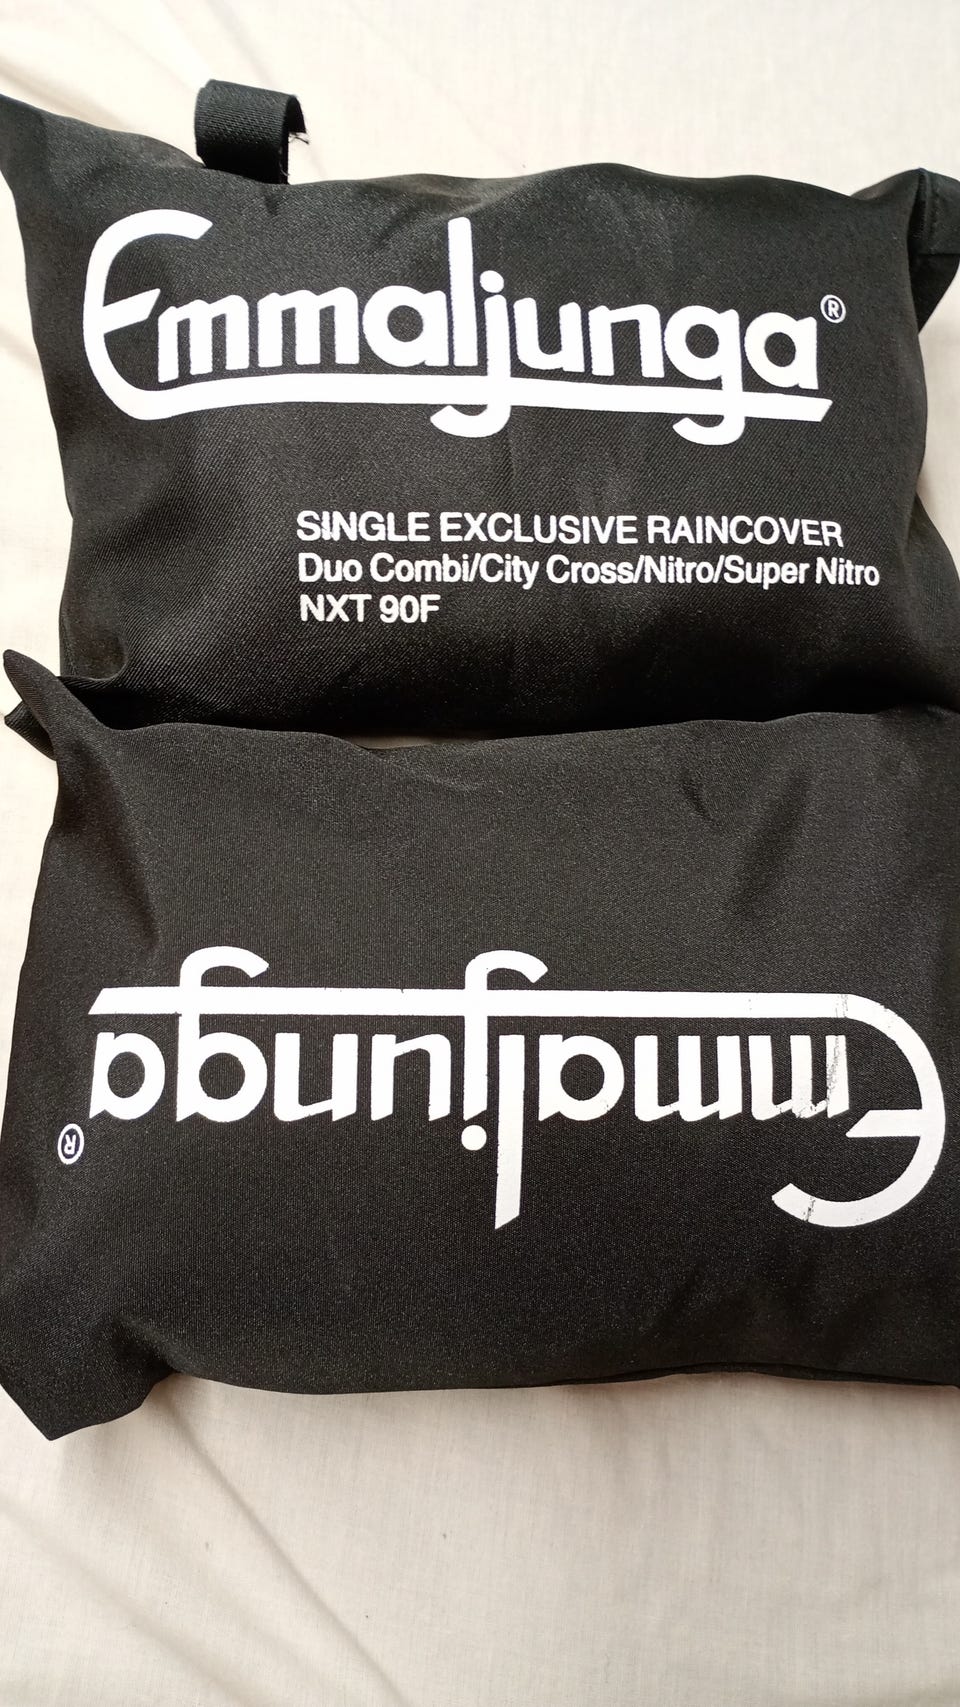 Emmaljunga®
SINGLE EXCLUSIVE RAINCOVER
Duo Combi/City Cross/Nitro/Super Nitro
NXT 90F
Emmaljunga®